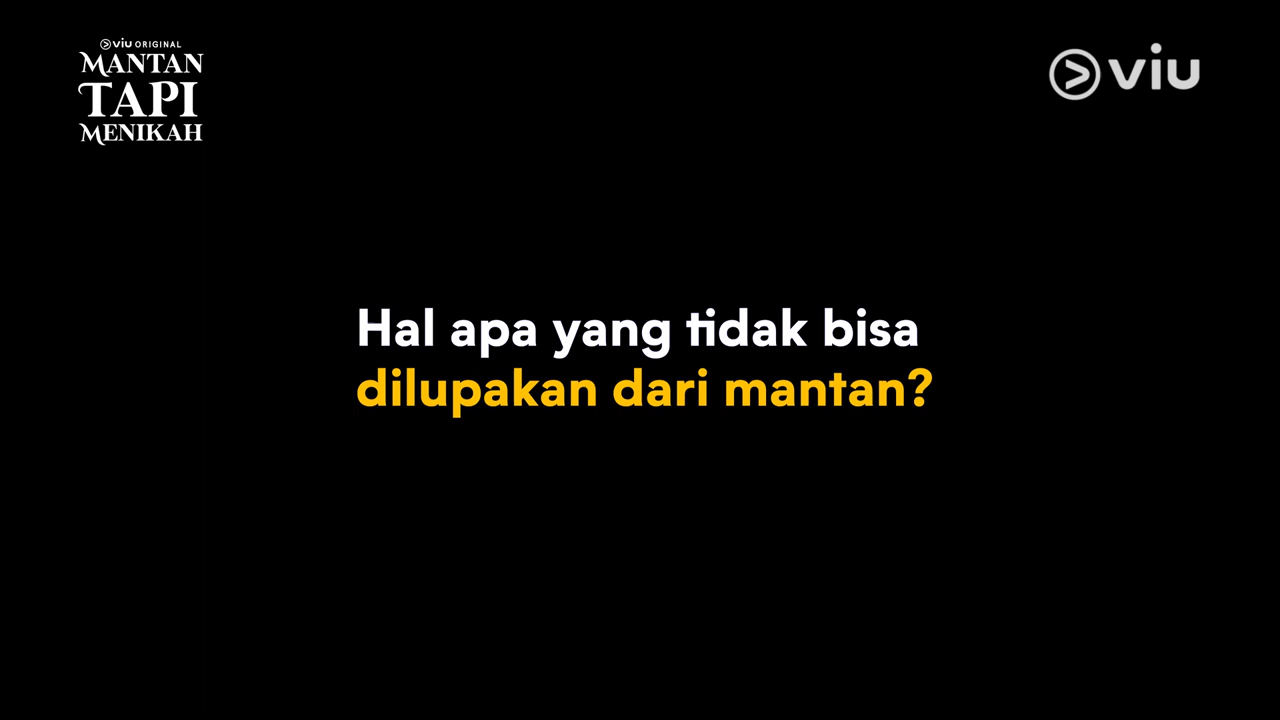 viu ORIGINAL
MANTAN
TAPI
MENIKAH
viu
Hal apa yang tidak bisa
dilupakan dari mantan?